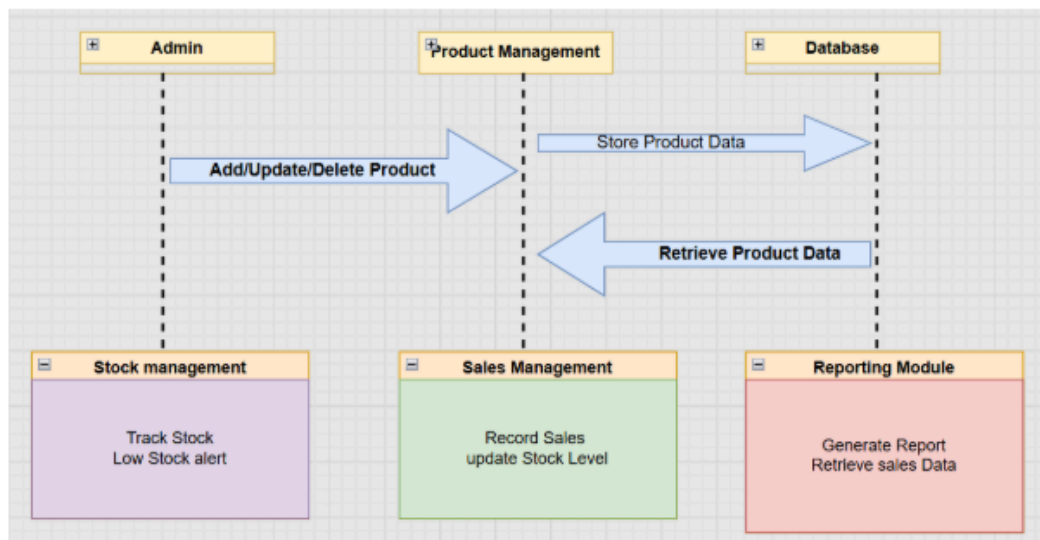 Admin
Product Management
Database
Store Product Data
Add/Update/Delete Product
Retrieve Product Data
Stock management
Sales Management
Reporting Module
Track Stock
Low Stock alert
Record Sales
update Stock Level
Generate Report
Retrieve sales Data